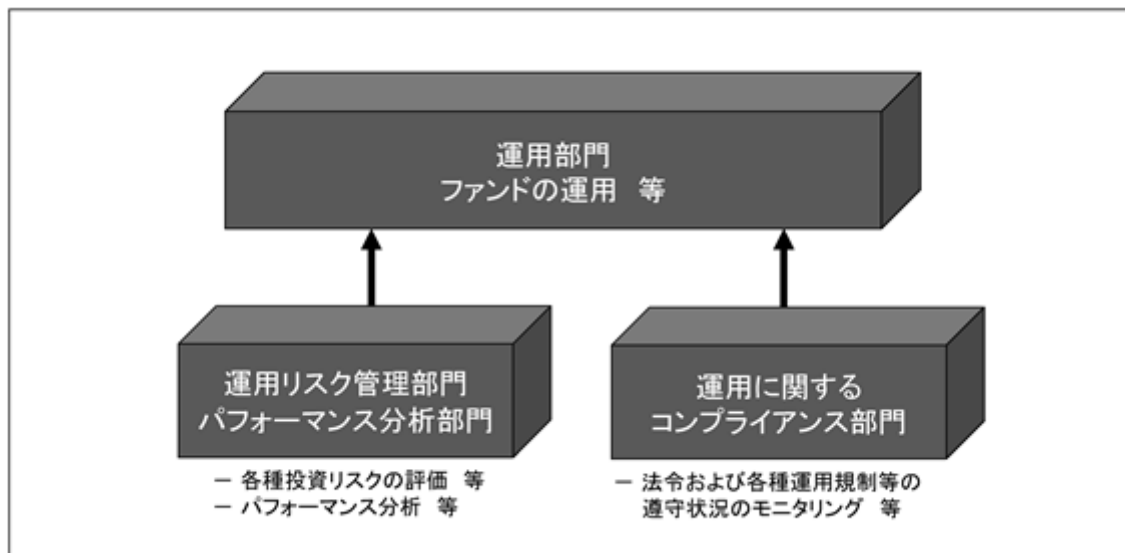 運用部門
ファンドの運用 等
運用リスク管理部門
パフォーマンス分析部門
－ 各種投資リスクの評価 等
－ パフォーマンス分析 等
運用に関する
コンプライアンス部門
－ 法令および各種運用規制等の
遵守状況のモニタリング 等